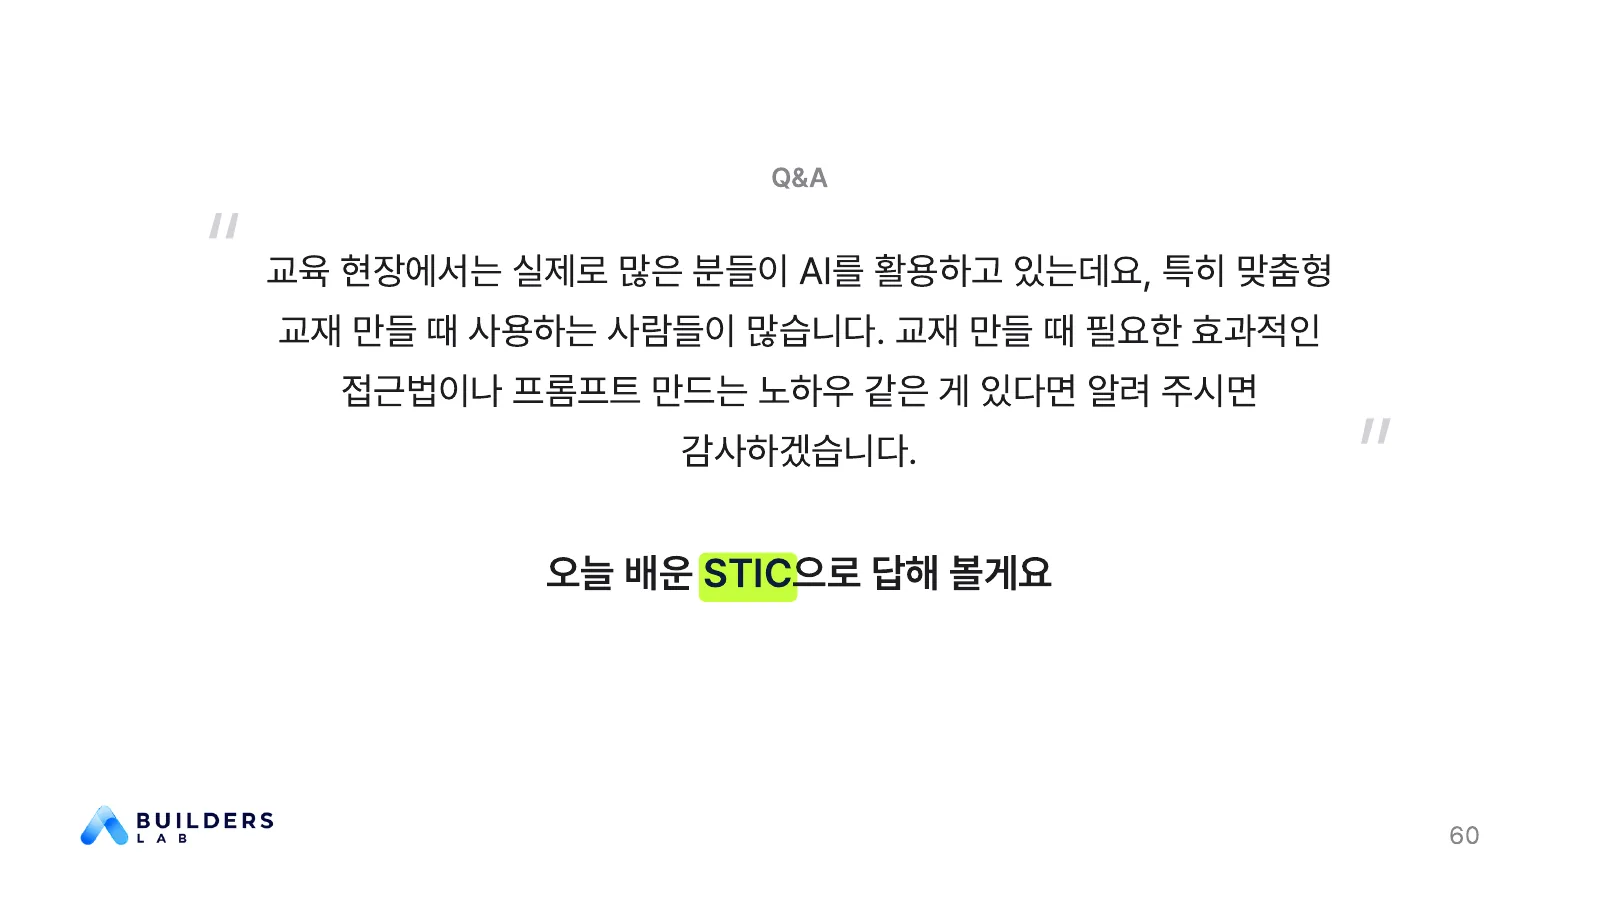 Q&A
"
교육 현장에서는 실제로 많은 분들이 AI를 활용하고 있는데요, 특히 맞춤형
교재 만들 때 사용하는 사람들이 많습니다. 교재 만들 때 필요한 효과적인
접근법이나 프롬프트 만드는 노하우 같은 게 있다면 알려 주시면
감사하겠습니다.
"
오늘 배운 STIC으로 답해 볼게요
BUILDERS
LAB
60